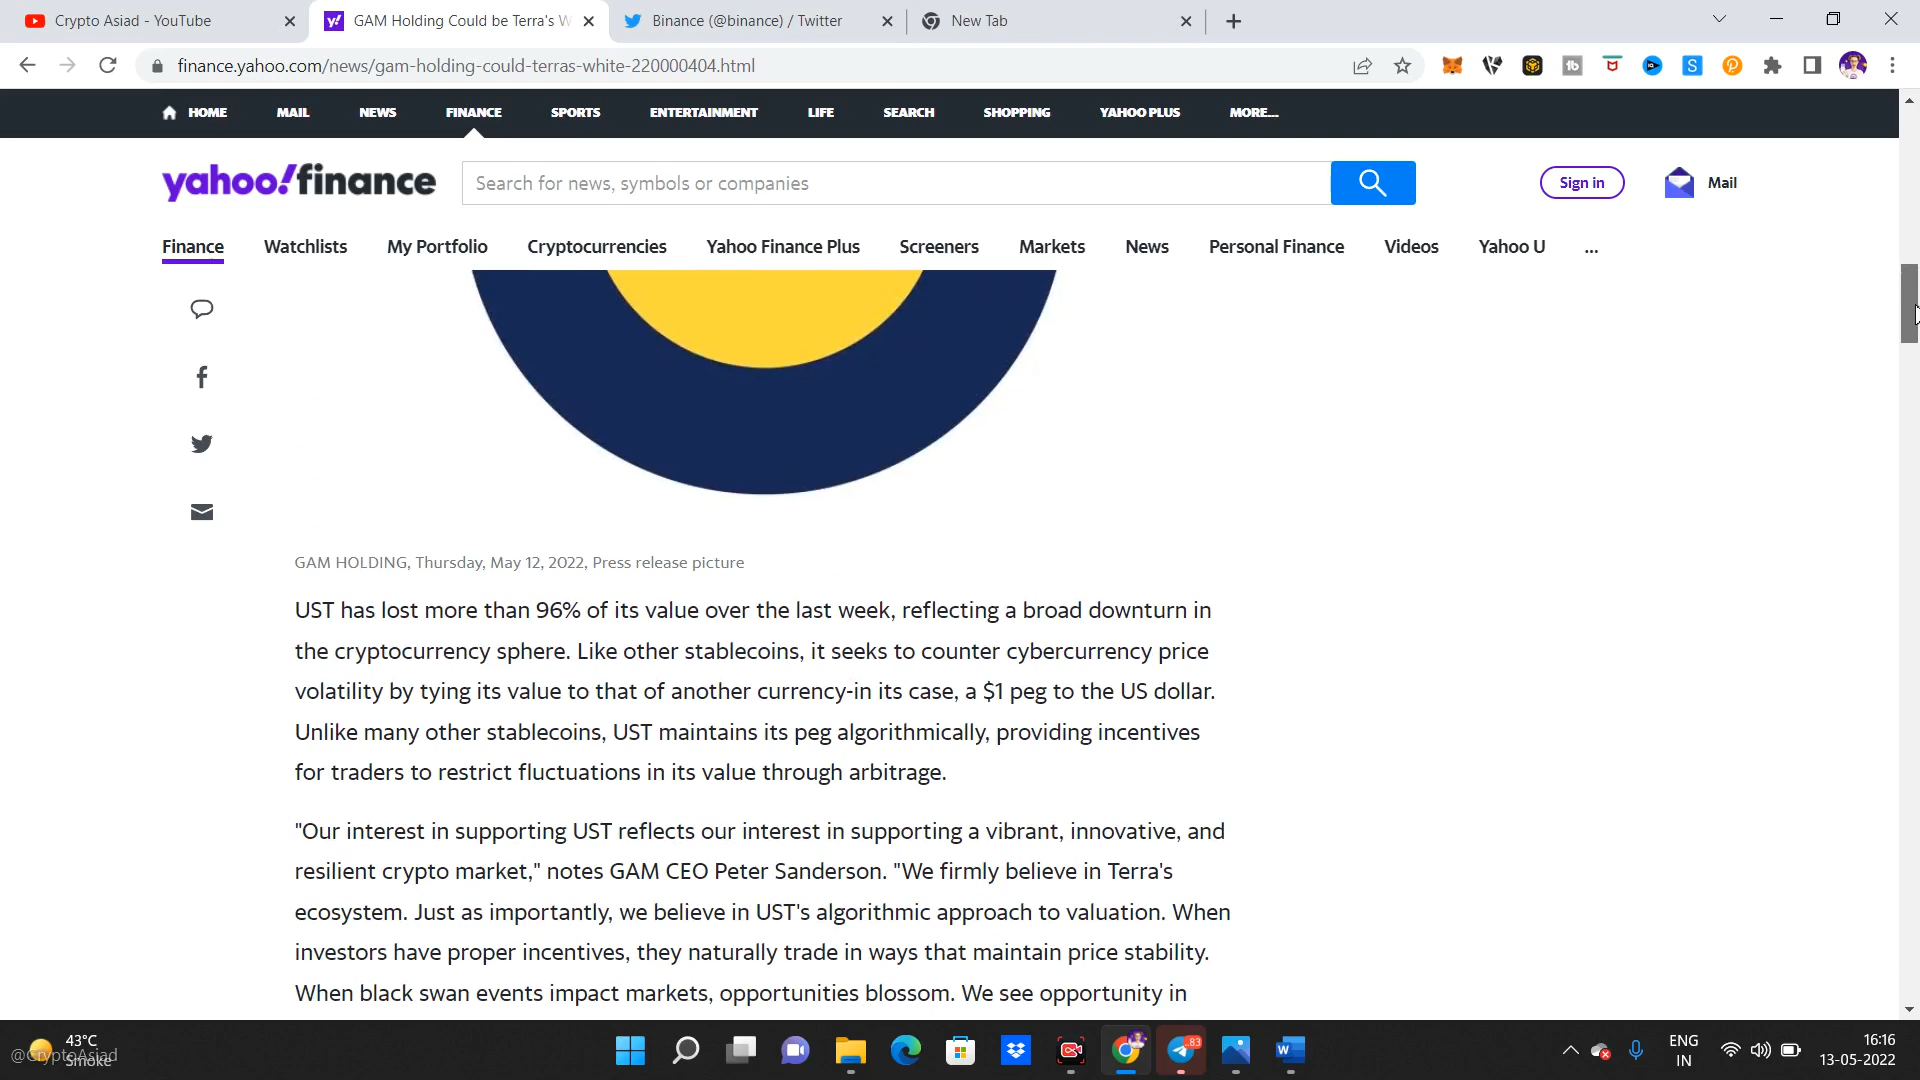 Crypto Asiad - YouTube
GAM Holding Could be Terra's W
Binance (@binance) / Twitter
New Tab
finance.yahoo.com/news/gam-holding-could-terras-white-220000404.html
HOME
MAIL
NEWS
FINANCE
SPORTS
ENTERTAINMENT
LIFE
SEARCH
SHOPPING
YAHOO PLUS
MORE...
yahoo!finance
Search for news, symbols or companies
Sign in
Mail
Finance
Watchlists
My Portfolio
Cryptocurrencies
Yahoo Finance Plus
Screeners
Markets
News
Personal Finance
Videos
Yahoo U
...
GAM HOLDING, Thursday, May 12, 2022, Press release picture
UST has lost more than 96% of its value over the last week, reflecting a broad downturn in
the cryptocurrency sphere. Like other stablecoins, it seeks to counter cybercurrency price
volatility by tying its value to that of another currency-in its case, a $1 peg to the US dollar.
Unlike many other stablecoins, UST maintains its peg algorithmically, providing incentives
for traders to restrict fluctuations in its value through arbitrage.
"Our interest in supporting UST reflects our interest in supporting a vibrant, innovative, and
resilient crypto market," notes GAM CEO Peter Sanderson. "We firmly believe in Terra's
ecosystem. Just as importantly, we believe in UST's algorithmic approach to valuation. When
investors have proper incentives, they naturally trade in ways that maintain price stability.
When black swan events impact markets, opportunities blossom. We see opportunity in
43°C
Smoke
@CryptoAsiad
83
ENG
IN
16:16
13-05-2022